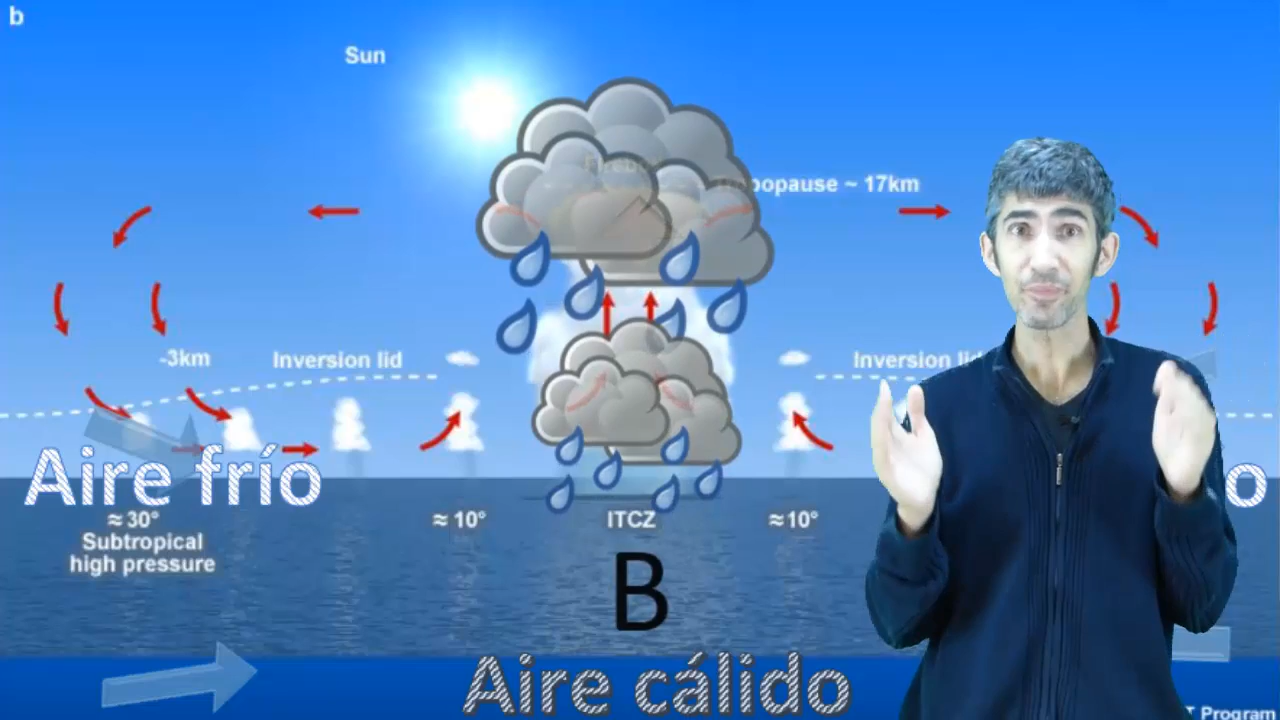 b
Sun
opopause ~ 17km
-3km
Inversion lid
Inversion lid
Aire frío
o
≈ 30°
Subtropical
high pressure
≈ 10°
ITCZ
≈10°
B
Aire cálido
T Program